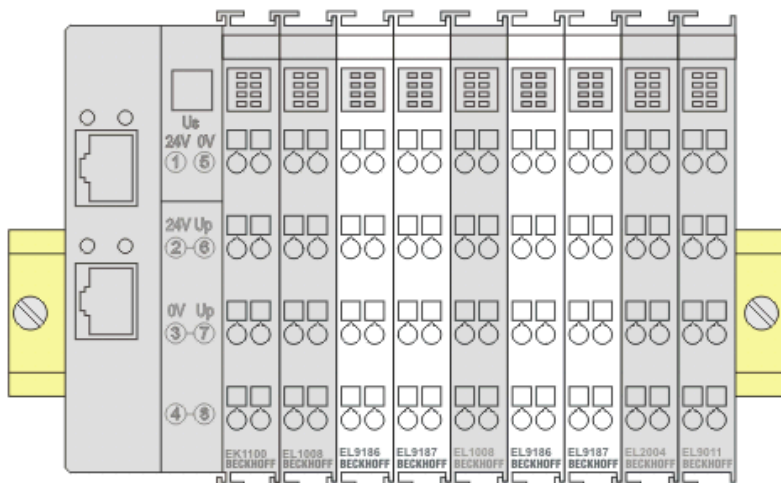 Us
24V 0V
1 5
24V Up
2 6
0V Up
3 7
4 8
EK1100 EL1008 EL9186 EL9187 EL1008 EL9186 EL9187 EL2004 EL9011
BECKHOFF BECKHOFF BECKHOFF BECKHOFF BECKHOFF BECKHOFF BECKHOFF BECKHOFF BECKHOFF